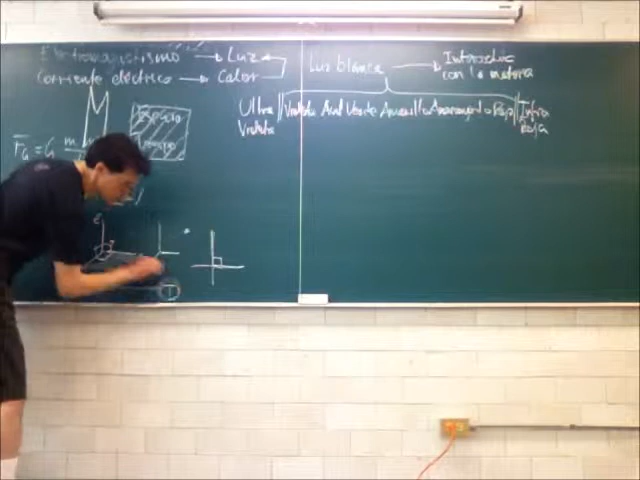 Electromagnetismo → Luz
Corriente eléctrica → Calor
Luz blanca → Interacción
con la materia
Ultra
Violeta
Violeta Azul Verde Amarillo Anaranjado Rojo
Infra
Roja
Espacio
F_G = G m
E
T